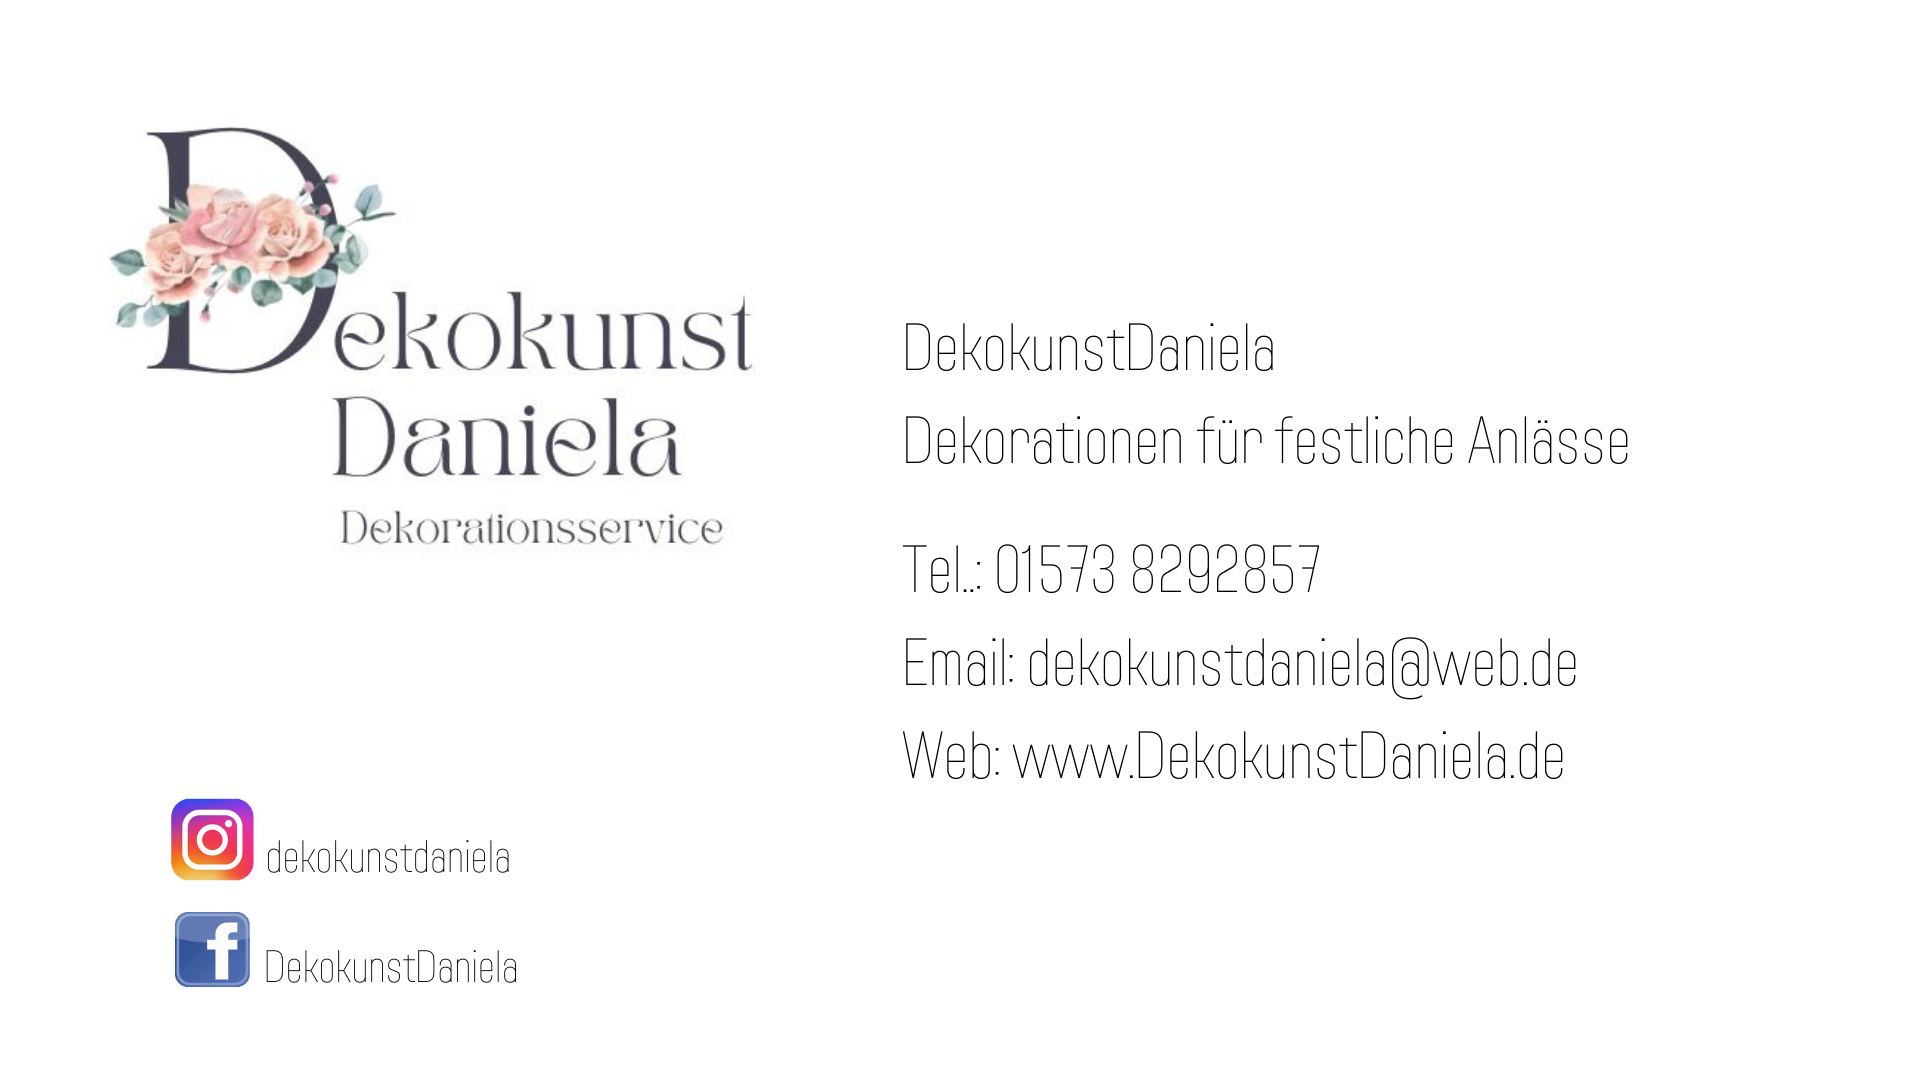 Dekokunst
Daniela
Dekorationsservice
DekokunstDaniela
Dekorationen für festliche Anlässe
Tel..: 01573 8292857
Email: dekokunstdaniela@web.de
Web: www.DekokunstDaniela.de
dekokunstdaniela
DekokunstDaniela